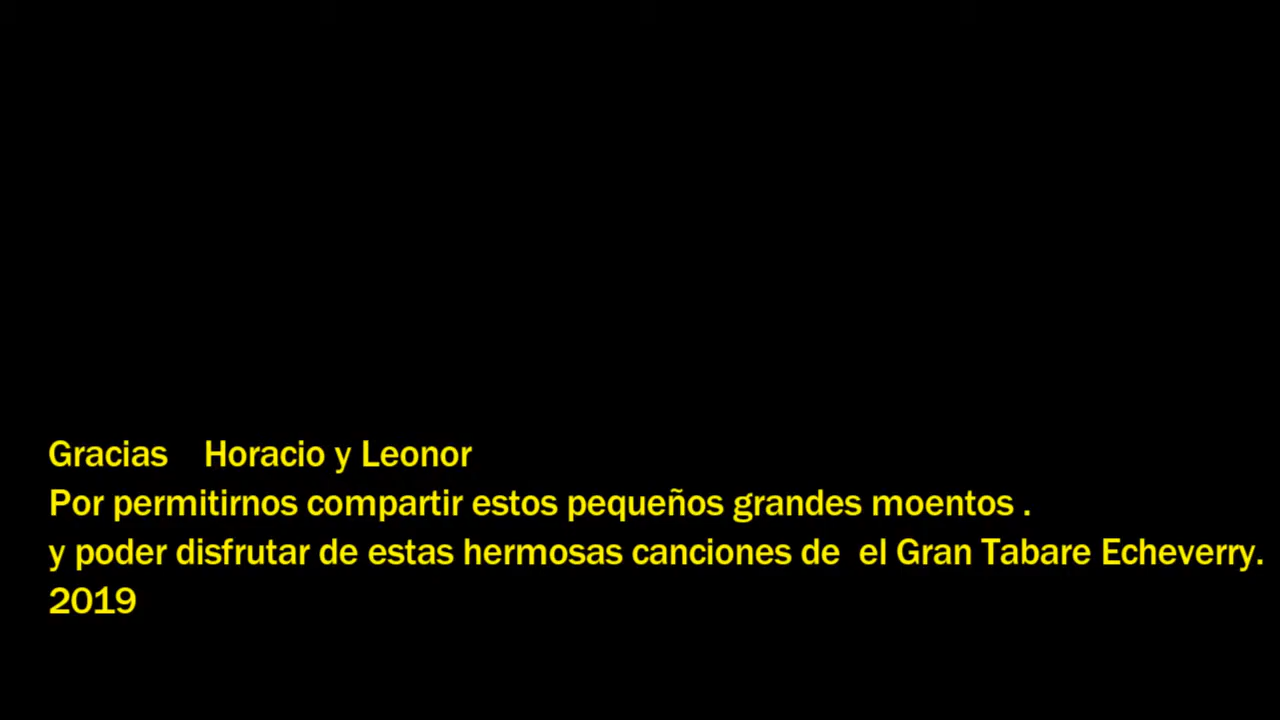 Gracias    Horacio y Leonor
Por permitirnos compartir estos pequeños grandes moentos .
y poder disfrutar de estas hermosas canciones de  el Gran Tabare Echeverry.
2019